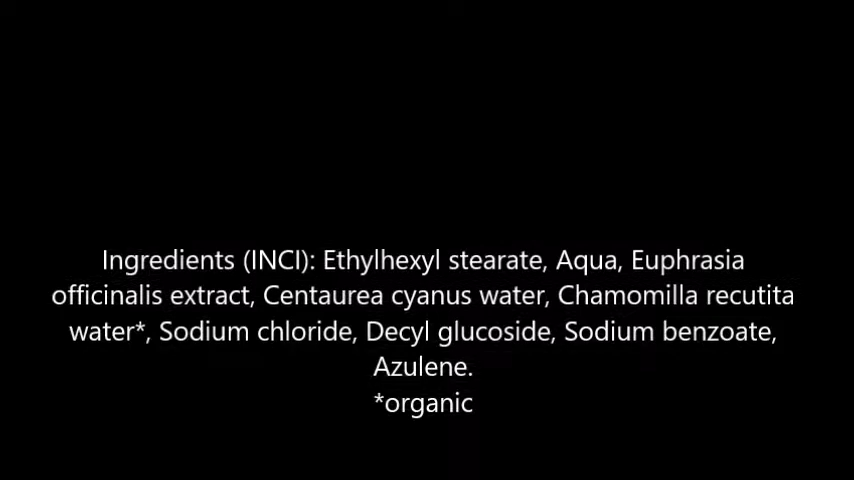 Ingredients (INCI): Ethylhexyl stearate, Aqua, Euphrasia
officinalis extract, Centaurea cyanus water, Chamomilla recutita
water*, Sodium chloride, Decyl glucoside, Sodium benzoate,
Azulene.
*organic